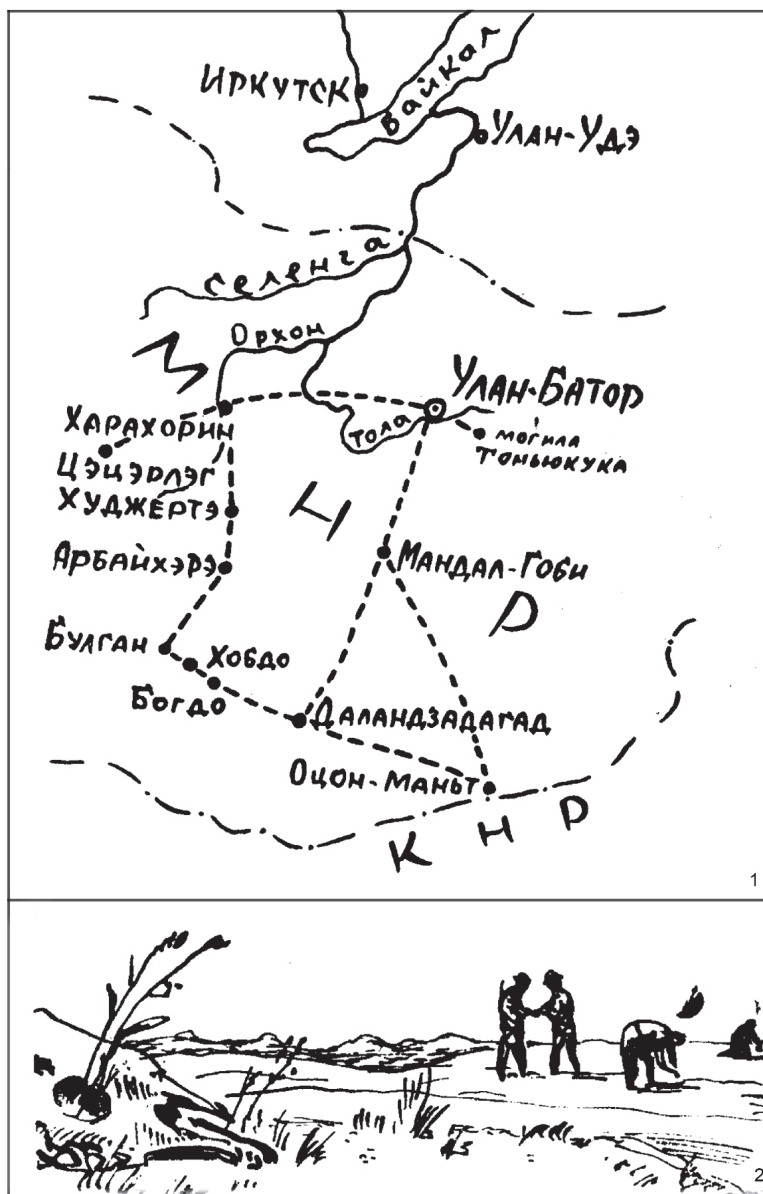 Иркутск
Байкал
Улан-Удэ
Селенга
Орхон
Улан-Батор
Тола
могила
Тоньюкука
Харахорин
Цэцэрлэг
Худжертэ
Арбайхэрэ
М Н Р
Мандал-Гоби
Булган
Хобдо
Богдо
Даландзадагад
Оцон-Маньт
К Н Р
1
2